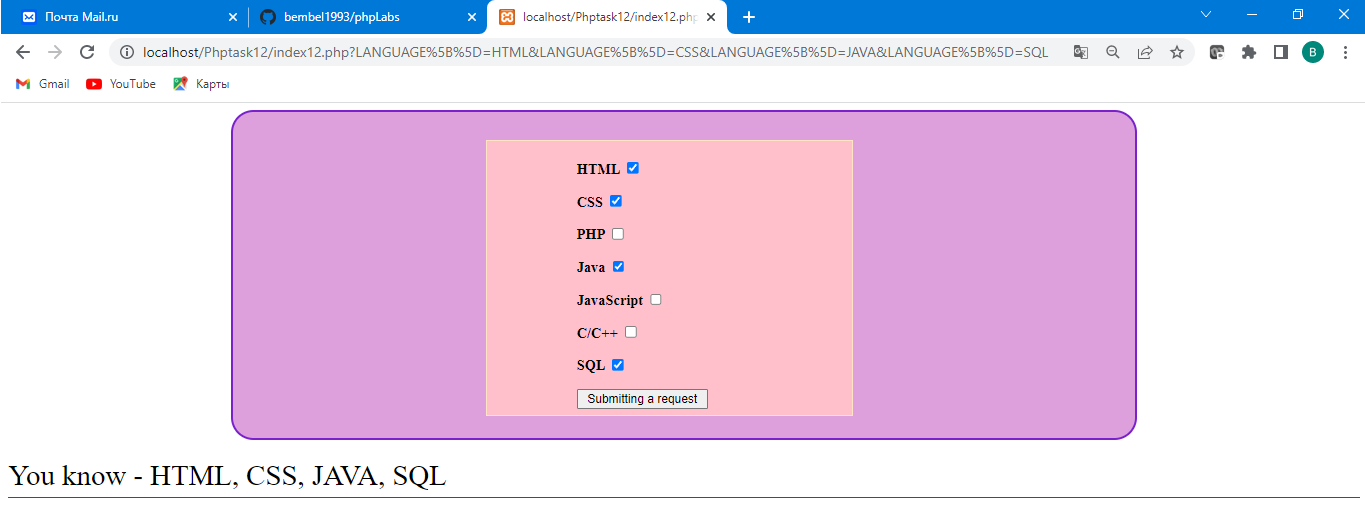 Почта Mail.ru
bembel1993/phpLabs
localhost/Phptask12/index12.php
localhost/Phptask12/index12.php?LANGUAGE%5B%5D=HTML&LANGUAGE%5B%5D=CSS&LANGUAGE%5B%5D=JAVA&LANGUAGE%5B%5D=SQL
B
Gmail
YouTube
Карты
HTML
CSS
PHP
Java
JavaScript
C/C++
SQL
Submitting a request
You know - HTML, CSS, JAVA, SQL